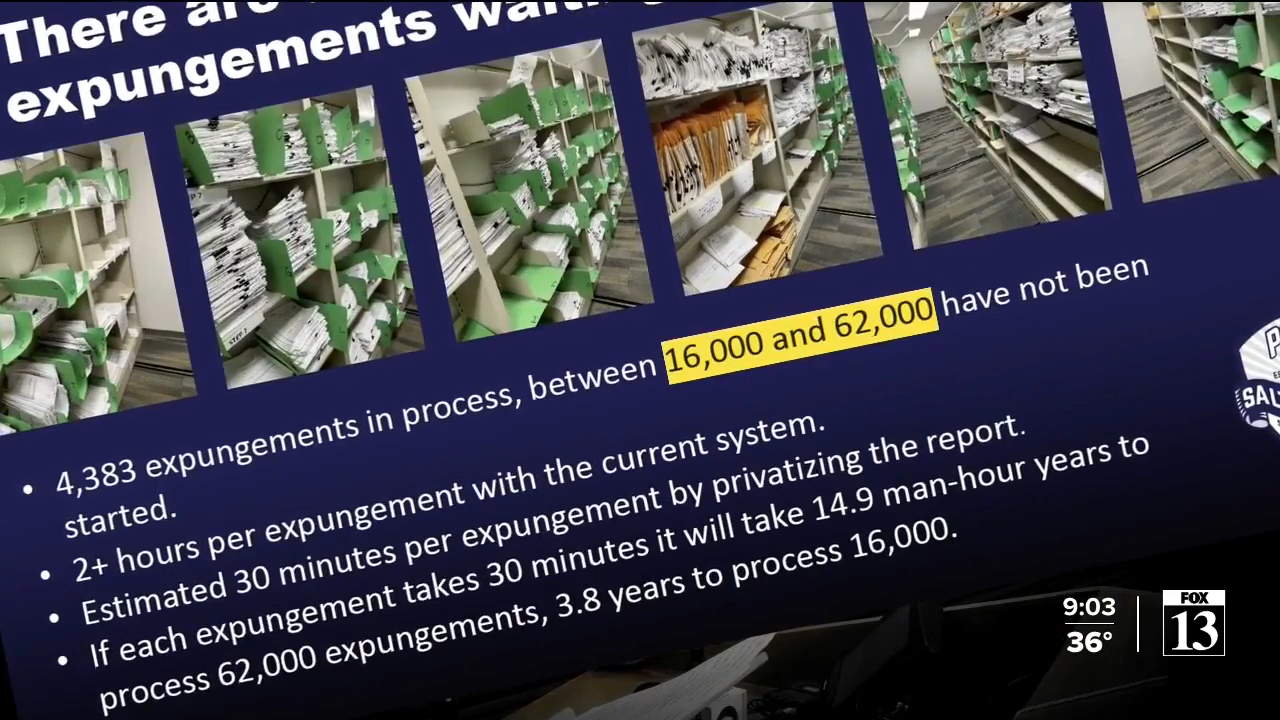 There are
expungements waiting
• 4,383 expungements in process, between 16,000 and 62,000 have not been
started.
• 2+ hours per expungement with the current system.
• Estimated 30 minutes per expungement by privatizing the report.
• If each expungement takes 30 minutes it will take 14.9 man-hour years to
process 62,000 expungements, 3.8 years to process 16,000.
9:03
36°
FOX
13